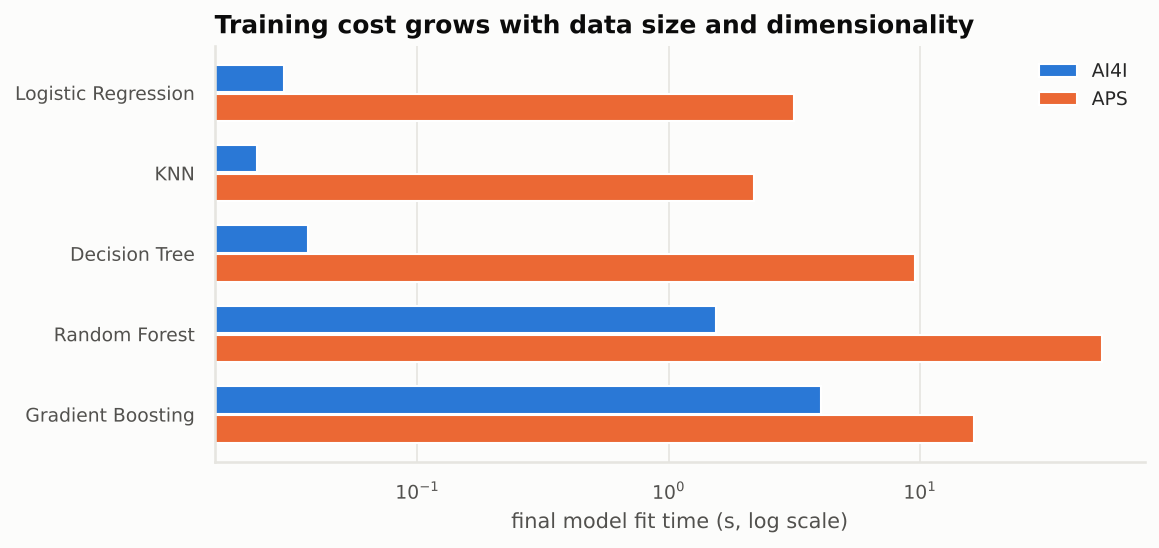 Training cost grows with data size and dimensionality
AI4I
APS
Logistic Regression
KNN
Decision Tree
Random Forest
Gradient Boosting
10⁻¹ 10⁰ 10¹
final model fit time (s, log scale)